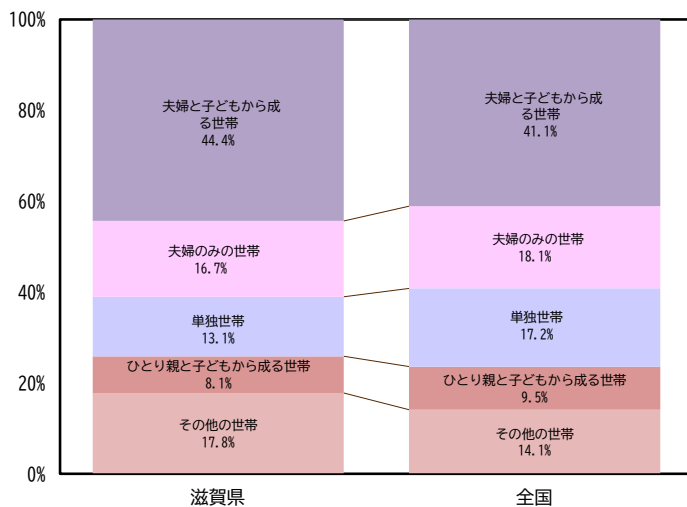 100%
80%
60%
40%
20%
0%
夫婦と子どもから成
る世帯
44.4%
夫婦のみの世帯
16.7%
単独世帯
13.1%
ひとり親と子どもから成る世帯
8.1%
その他の世帯
17.8%
夫婦と子どもから成
る世帯
41.1%
夫婦のみの世帯
18.1%
単独世帯
17.2%
ひとり親と子どもから成る世帯
9.5%
その他の世帯
14.1%
滋賀県
全国